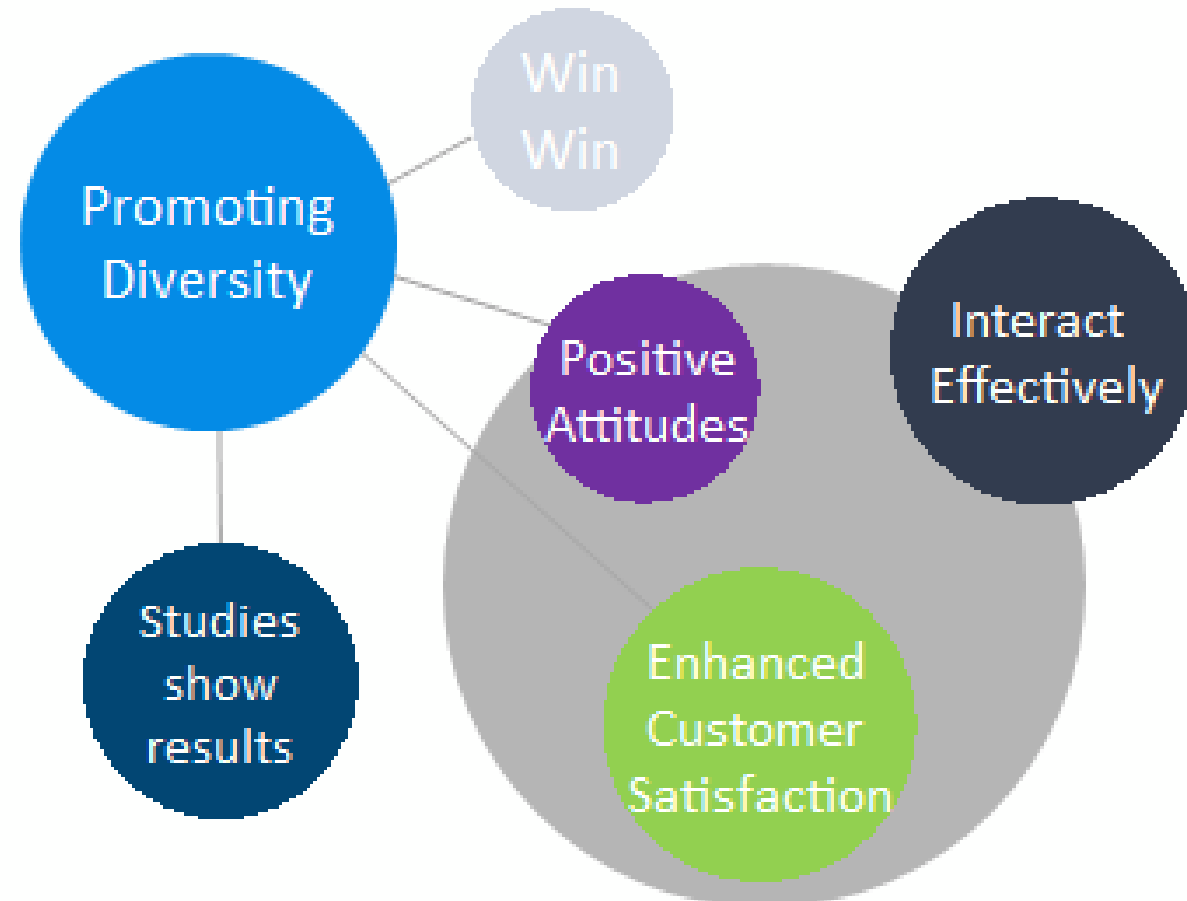 Win
Win
Promoting
Diversity
Positive
Attitudes
Interact
Effectively
Studies
show
results
Enhanced
Customer
Satisfaction